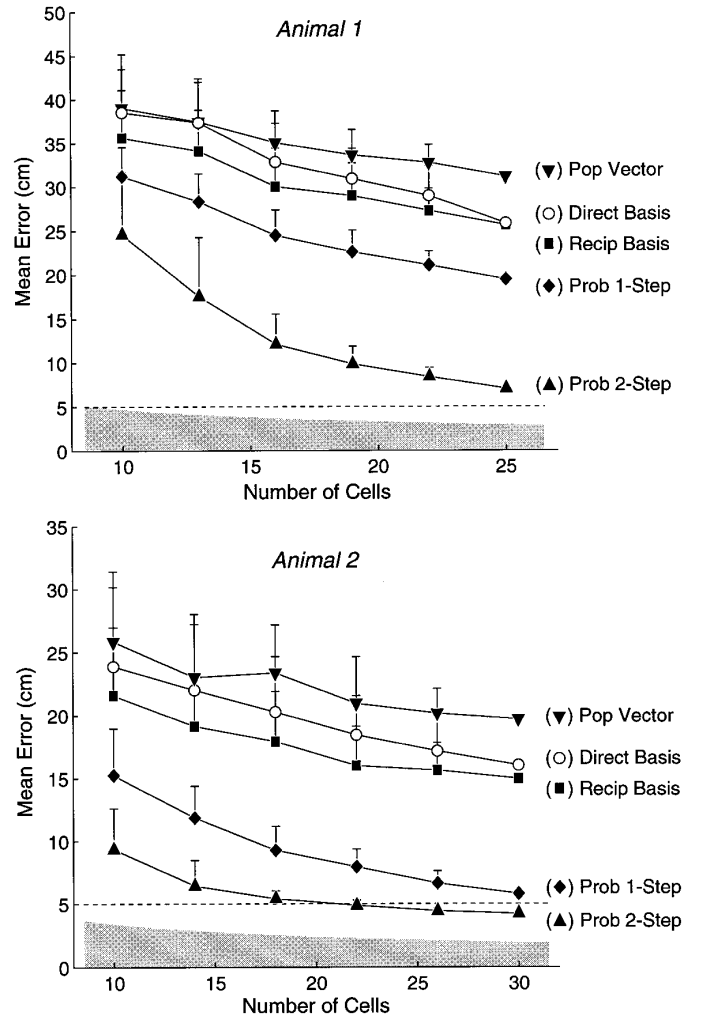 Animal 1
50
45
40
35
30
25
20
15
10
5
0
Mean Error (cm)
(▼) Pop Vector
(○) Direct Basis
(■) Recip Basis
(◆) Prob 1-Step
(▲) Prob 2-Step
10 15 20 25
Number of Cells
Animal 2
35
30
25
20
15
10
5
0
Mean Error (cm)
(▼) Pop Vector
(○) Direct Basis
(■) Recip Basis
(◆) Prob 1-Step
(▲) Prob 2-Step
10 15 20 25 30
Number of Cells